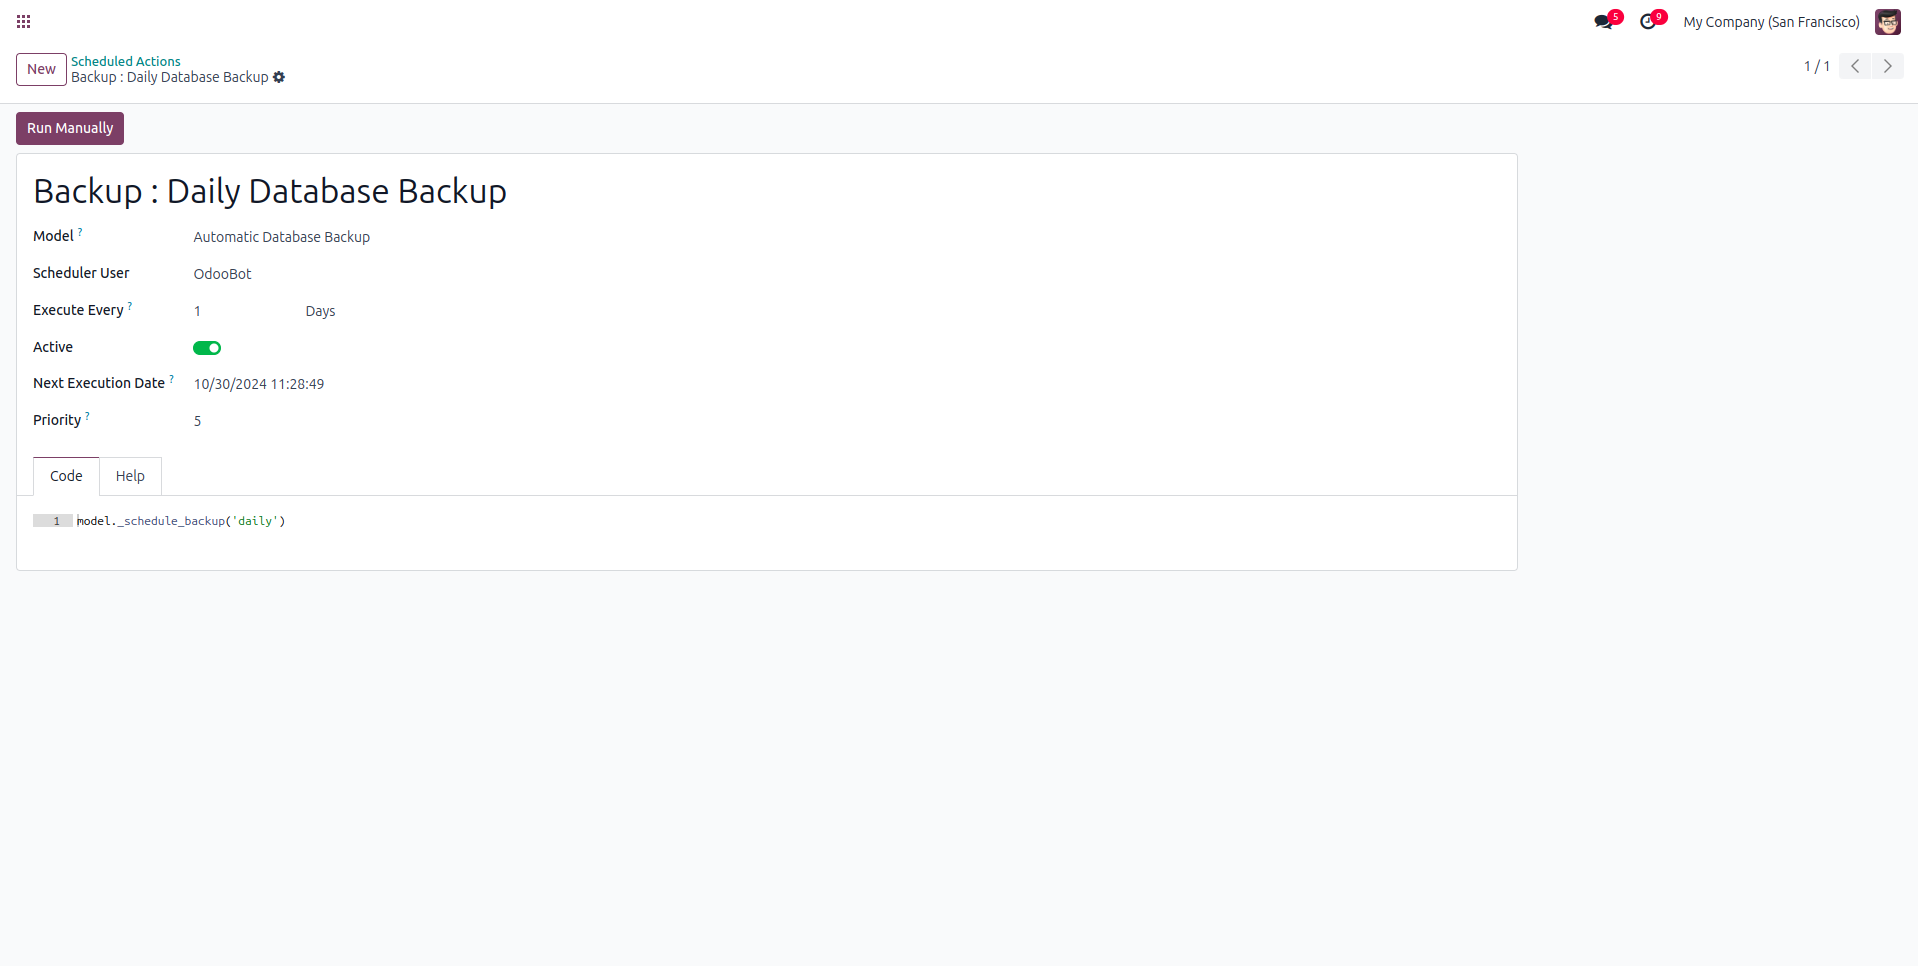 5
9
My Company (San Francisco)
New
Scheduled Actions
Backup : Daily Database Backup
1 / 1
Run Manually
Backup : Daily Database Backup
Model ?
Automatic Database Backup
Scheduler User
OdooBot
Execute Every ?
1 Days
Active
Next Execution Date ?
10/30/2024 11:28:49
Priority ?
5
Code
Help
1 model._schedule_backup('daily')